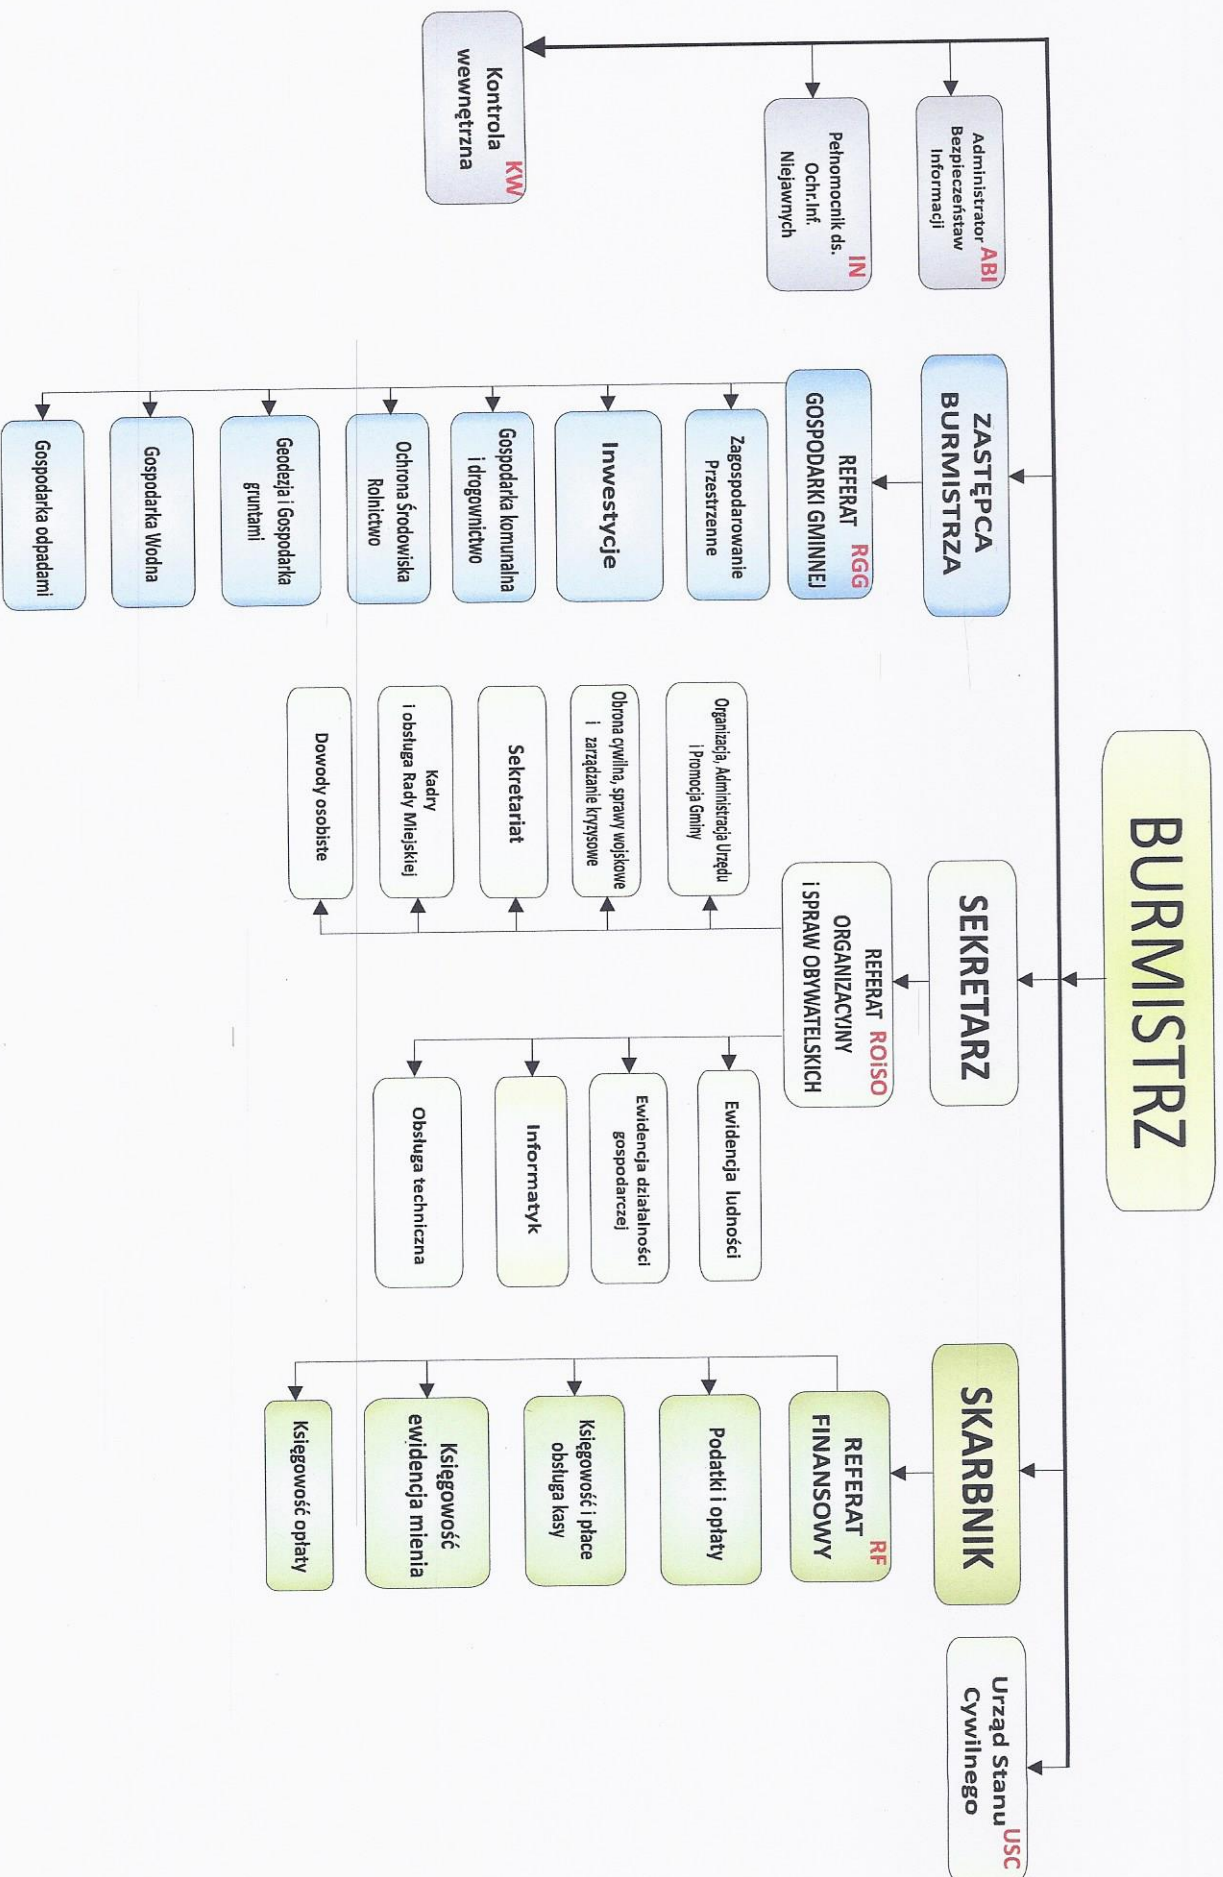 BURMISTRZ
ABI
Administrator
Bezpieczeństaw
Informacji
IN
Pełnomocnik ds.
Ochr.Inf.
Niejawnych
KW
Kontrola
wewnętrzna
ZASTĘPCA
BURMISTRZA
REFERAT RGG
GOSPODARKI GMINNEJ
Zagospodarowanie
Przestrzenne
Inwestycje
Gospodarka komunalna
i drogownictwo
Ochrona Środowiska
Rolnictwo
Geodezja i Gospodarka
gruntami
Gospodarka Wodna
Gospodarka odpadami
SEKRETARZ
REFERAT ROiSO
ORGANIZACYJNY
i SPRAW OBYWATELSKICH
Organizacja, Administracja Urzędu
i Promocja Gminy
Obrona cywilna, sprawy wojskowe
i zarządzanie kryzysowe
Sekretariat
Kadry
i obsługa Rady Miejskiej
Dowody osobiste
Ewidencja ludności
Ewidencja działalności
gospodarczej
Informatyk
Obsługa techniczna
SKARBNIK
RF
REFERAT
FINANSOWY
Podatki i opłaty
Księgowość i płace
obsługa kasy
Księgowość
ewidencja mienia
Księgowość opłaty
USC
Urząd Stanu
Cywilnego